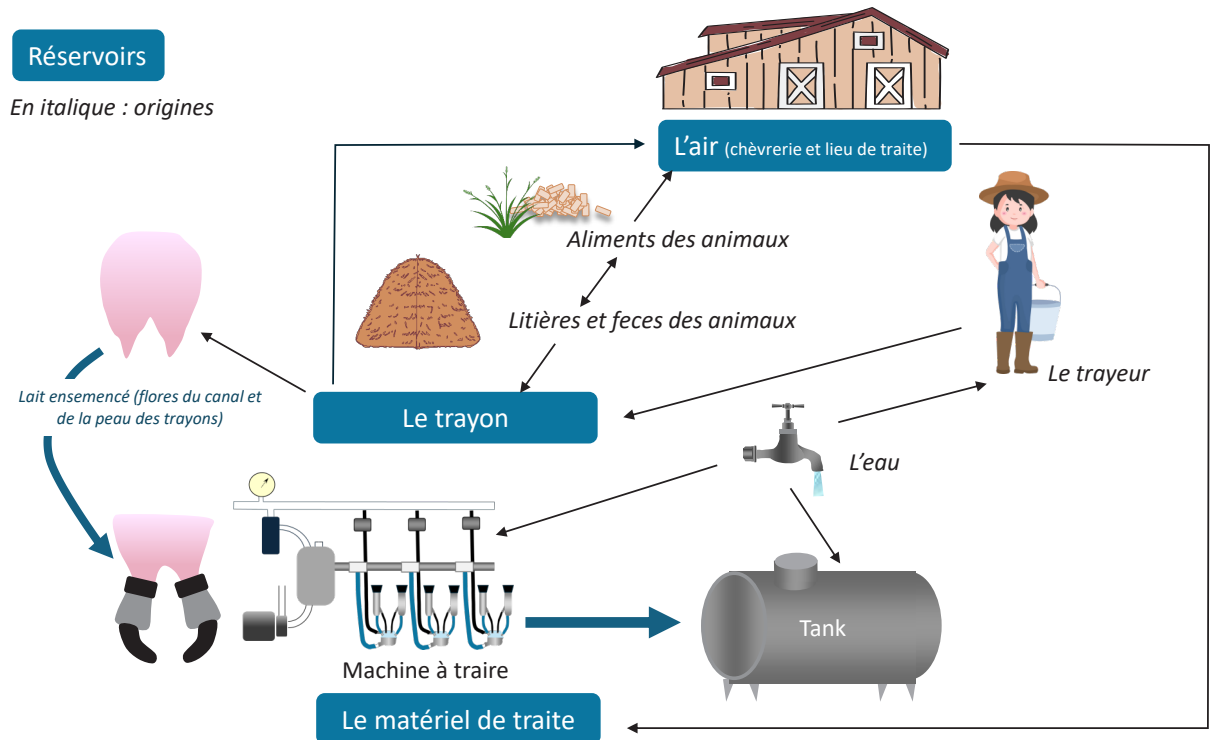 Réservoirs
En italique : origines
L'air (chèvrerie et lieu de traite)
Aliments des animaux
Litières et feces des animaux
Le trayeur
Lait ensemencé (flores du canal et
de la peau des trayons)
Le trayon
L'eau
Tank
Machine à traire
Le matériel de traite